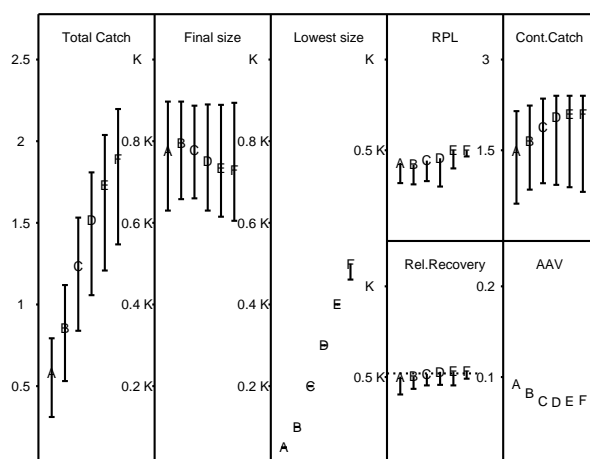 Total Catch Final size Lowest size RPL Cont.Catch
2.5 K K 3
2 0.8 K 0.8 K
F
A B C D E F
A B C D E F
0.5 K 1.5
A B C D E F
A B C D E F
E
D
1.5 0.6 K 0.6 K
C
F
Rel.Recovery AAV
K 0.2
1 0.4 K 0.4 K
E
B
D
A
0.5 0.2 K 0.2 K
C
0.5 K 0.1
A B C D E F
A B C D E F
B
A